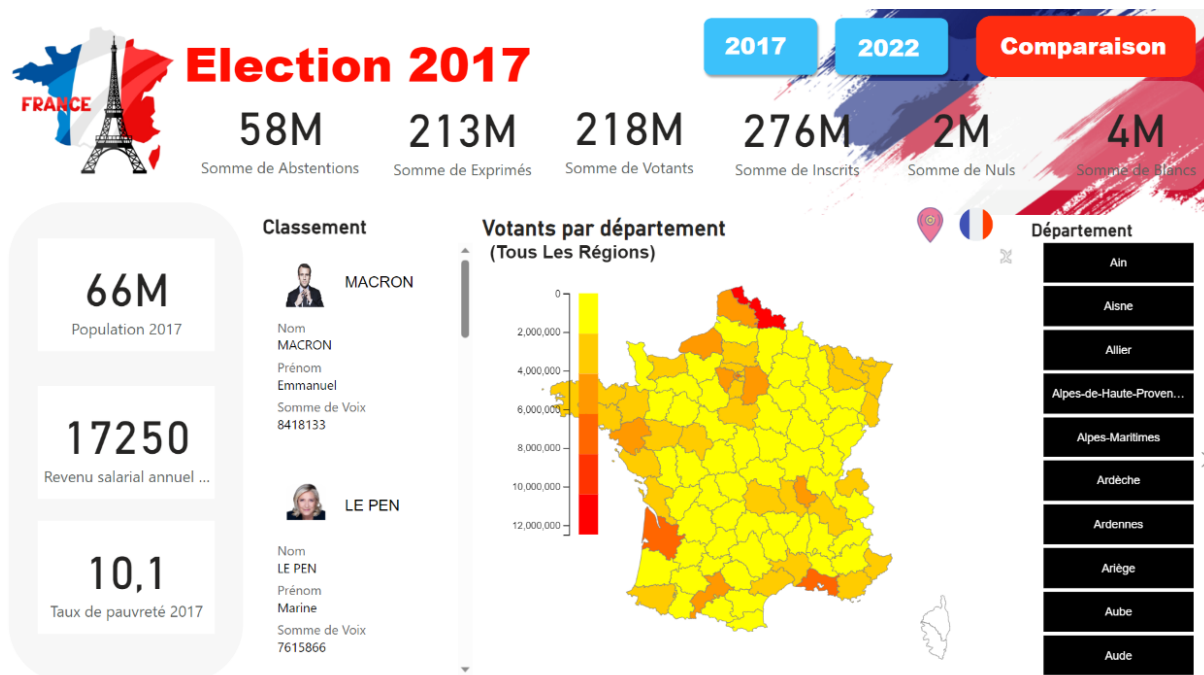 FRANCE
Election 2017
2017
2022
Comparaison
58M
Somme de Abstentions
213M
Somme de Exprimés
218M
Somme de Votants
276M
Somme de Inscrits
2M
Somme de Nuls
4M
Somme de Blancs
66M
Population 2017
17250
Revenu salarial annuel ...
10,1
Taux de pauvreté 2017
Classement
MACRON
Nom
MACRON
Prénom
Emmanuel
Somme de Voix
8418133
LE PEN
Nom
LE PEN
Prénom
Marine
Somme de Voix
7615866
Votants par département
(Tous Les Régions)
0
2,000,000
4,000,000
6,000,000
8,000,000
10,000,000
12,000,000
Département
Ain
Aisne
Allier
Alpes-de-Haute-Proven...
Alpes-Maritimes
Ardèche
Ardennes
Ariège
Aube
Aude